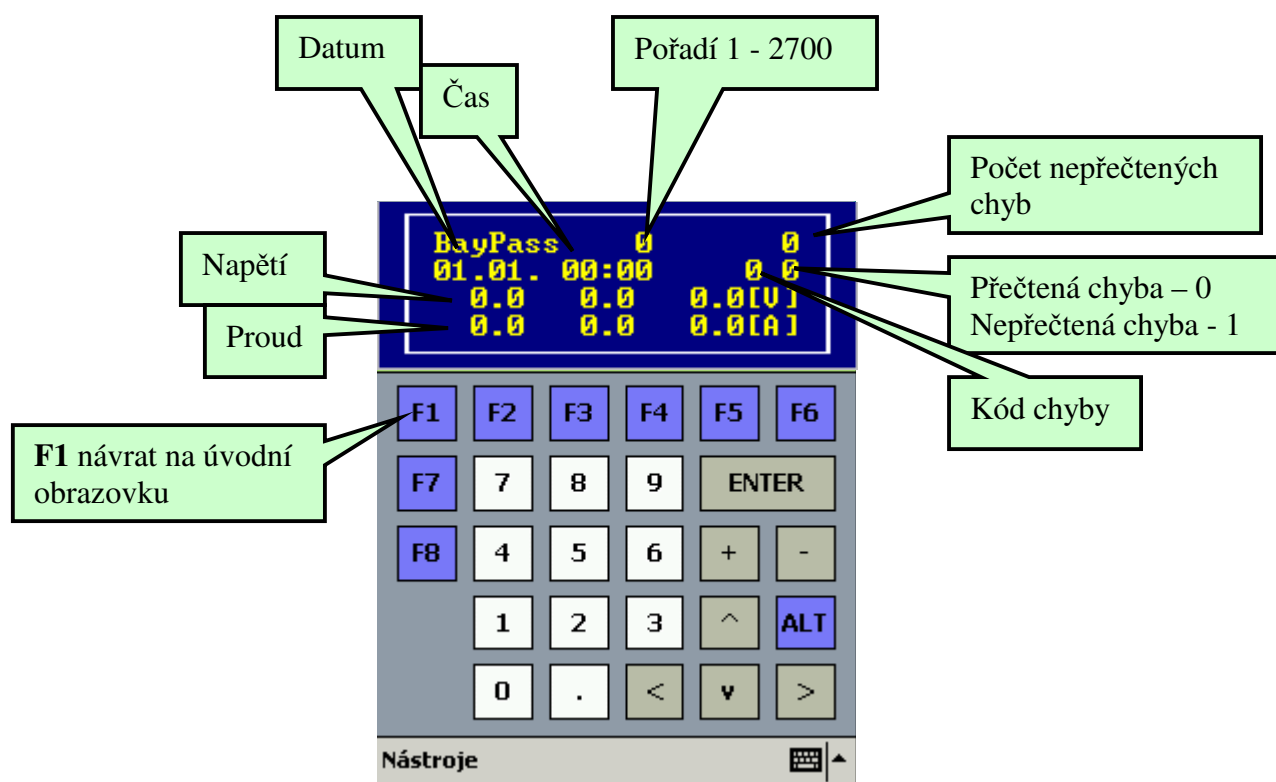 Datum
Pořadí 1 - 2700
Čas
Počet nepřečtených
chyb
BayPass 0 0
Napětí
01.01. 00:00 0 0
Přečtená chyba – 0
Nepřečtená chyba - 1
0.0 0.0 0.0[V]
Proud
0.0 0.0 0.0[A]
Kód chyby
F1 návrat na úvodní
obrazovku
F1 F2 F3 F4 F5 F6
F7 7 8 9 ENTER
F8 4 5 6 + -
1 2 3 ^ ALT
0 . < v >
Nástroje